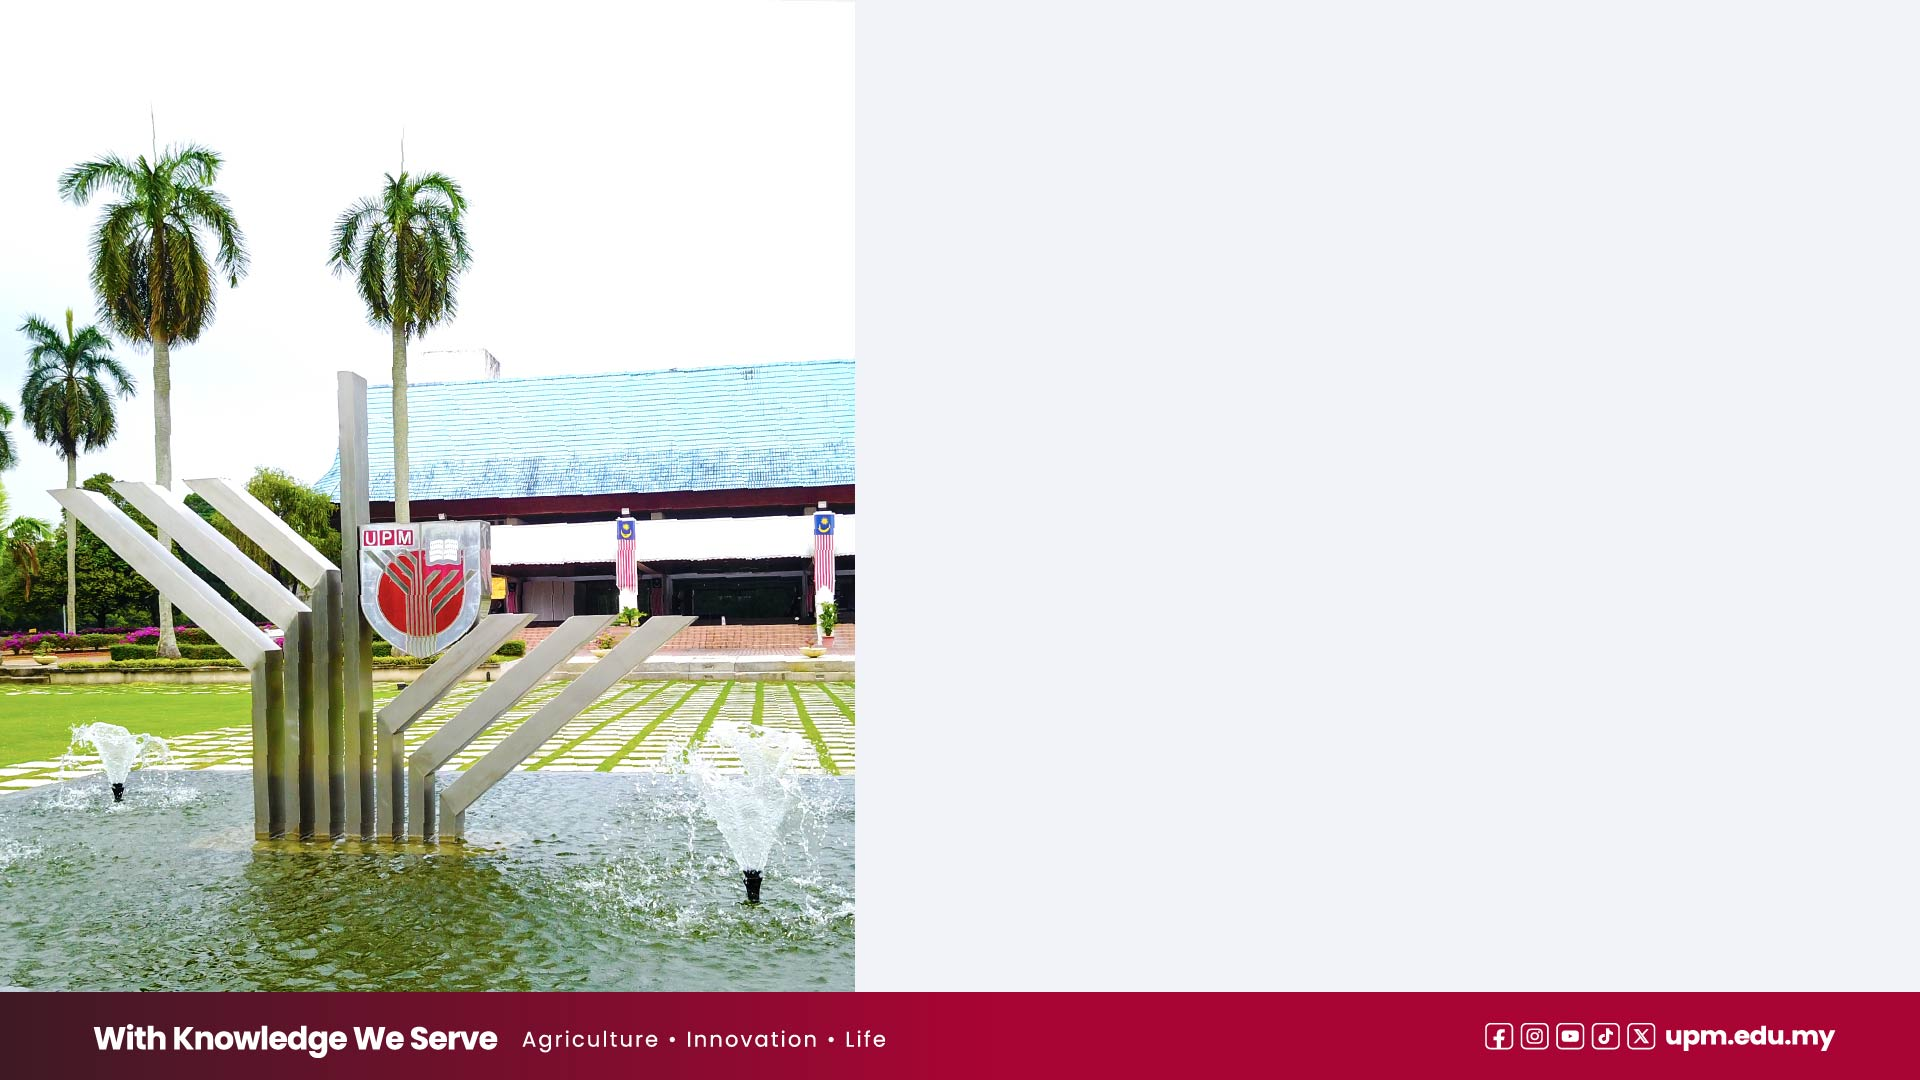 UPM
With Knowledge We Serve Agriculture • Innovation • Life
upm.edu.my